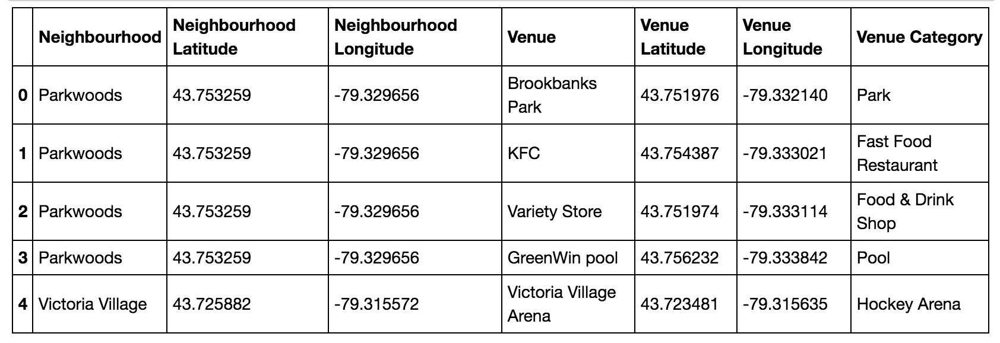 Neighbourhood Neighbourhood Latitude Neighbourhood Longitude Venue Venue Latitude Venue Longitude Venue Category
0 Parkwoods 43.753259 -79.329656 Brookbanks Park 43.751976 -79.332140 Park
1 Parkwoods 43.753259 -79.329656 KFC 43.754387 -79.333021 Fast Food Restaurant
2 Parkwoods 43.753259 -79.329656 Variety Store 43.751974 -79.333114 Food & Drink Shop
3 Parkwoods 43.753259 -79.329656 GreenWin pool 43.756232 -79.333842 Pool
4 Victoria Village 43.725882 -79.315572 Victoria Village Arena 43.723481 -79.315635 Hockey Arena